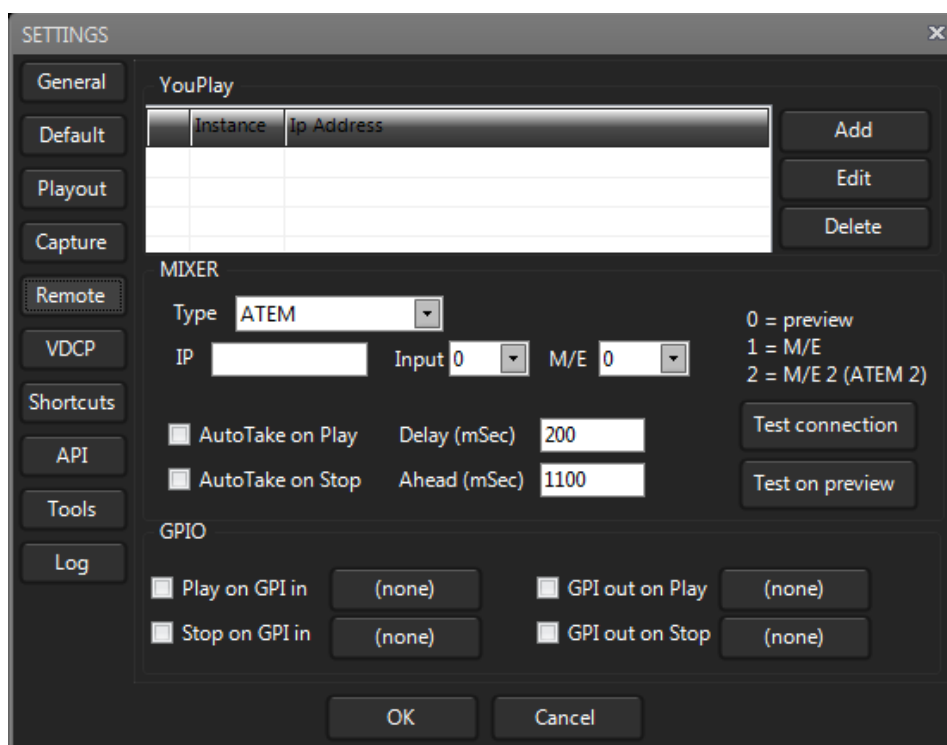 SETTINGS
General
Default
Playout
Capture
Remote
VDCP
Shortcuts
API
Tools
Log
YouPlay
Instance Ip Address
Add
Edit
Delete
MIXER
Type ATEM
IP Input 0 M/E 0
0 = preview
1 = M/E
2 = M/E 2 (ATEM 2)
AutoTake on Play Delay (mSec) 200
AutoTake on Stop Ahead (mSec) 1100
Test connection
Test on preview
GPIO
Play on GPI in (none) GPI out on Play (none)
Stop on GPI in (none) GPI out on Stop (none)
OK Cancel